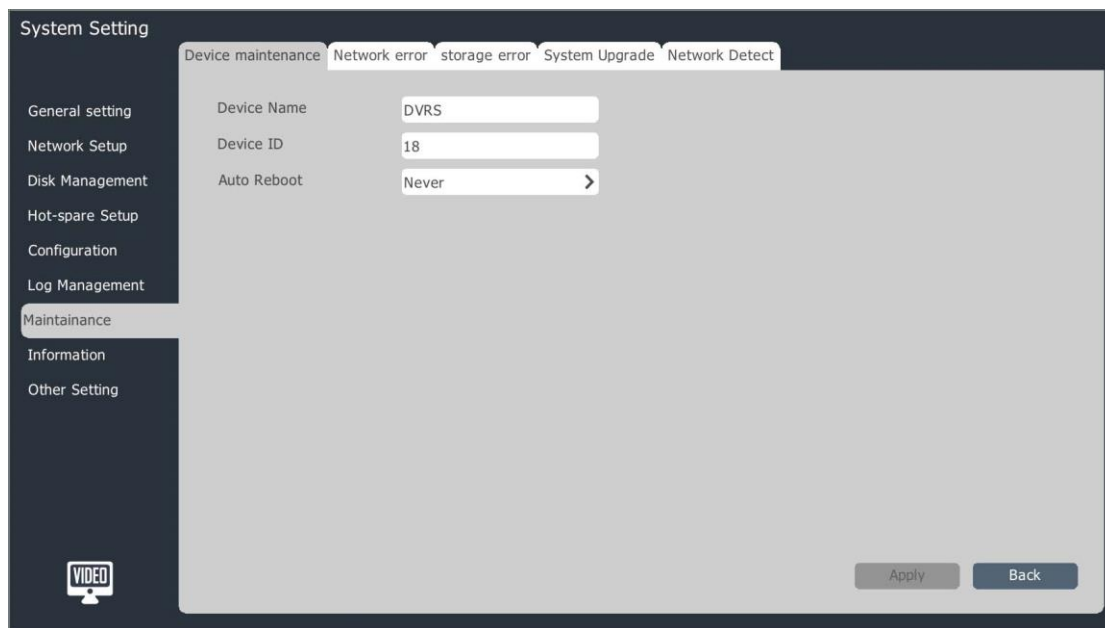 System Setting
Device maintenance Network error storage error System Upgrade Network Detect
General setting
Network Setup
Disk Management
Hot-spare Setup
Configuration
Log Management
Maintainance
Information
Other Setting
Device Name DVRS
Device ID 18
Auto Reboot Never
VIDEO
Apply Back